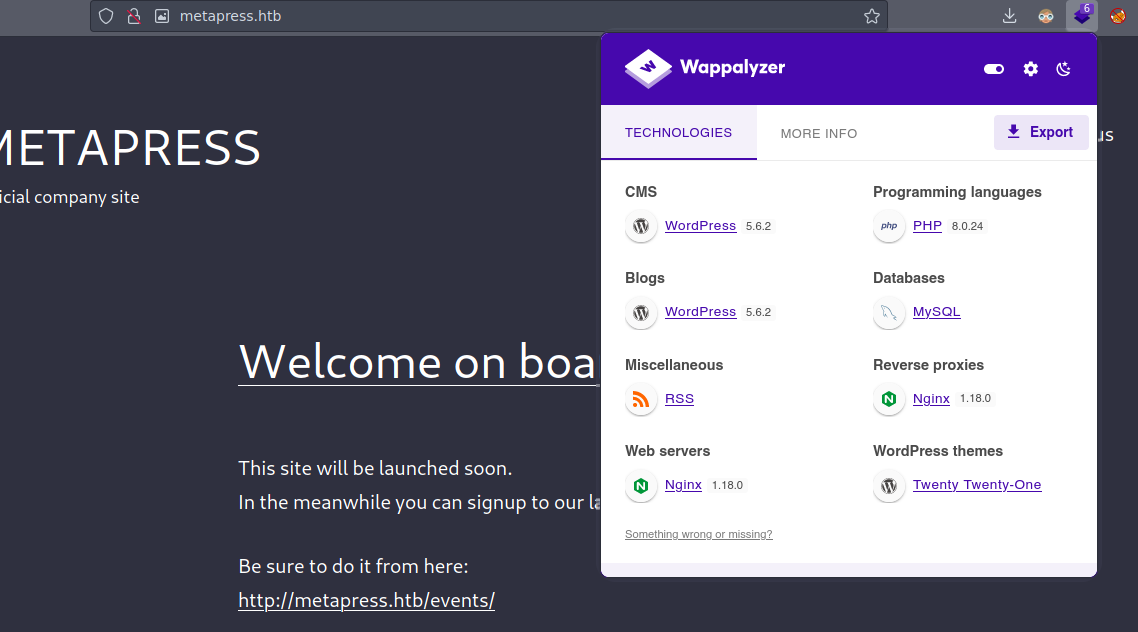 metapress.htb
6
Wappalyzer
TECHNOLOGIES
MORE INFO
Export
METAPRESS
icial company site
CMS
WordPress 5.6.2
Programming languages
php PHP 8.0.24
Blogs
WordPress 5.6.2
Databases
MySQL
Miscellaneous
RSS
Reverse proxies
Nginx 1.18.0
Web servers
Nginx 1.18.0
WordPress themes
Twenty Twenty-One
Something wrong or missing?
Welcome on boa
This site will be launched soon.
In the meanwhile you can signup to our la
Be sure to do it from here:
http://metapress.htb/events/